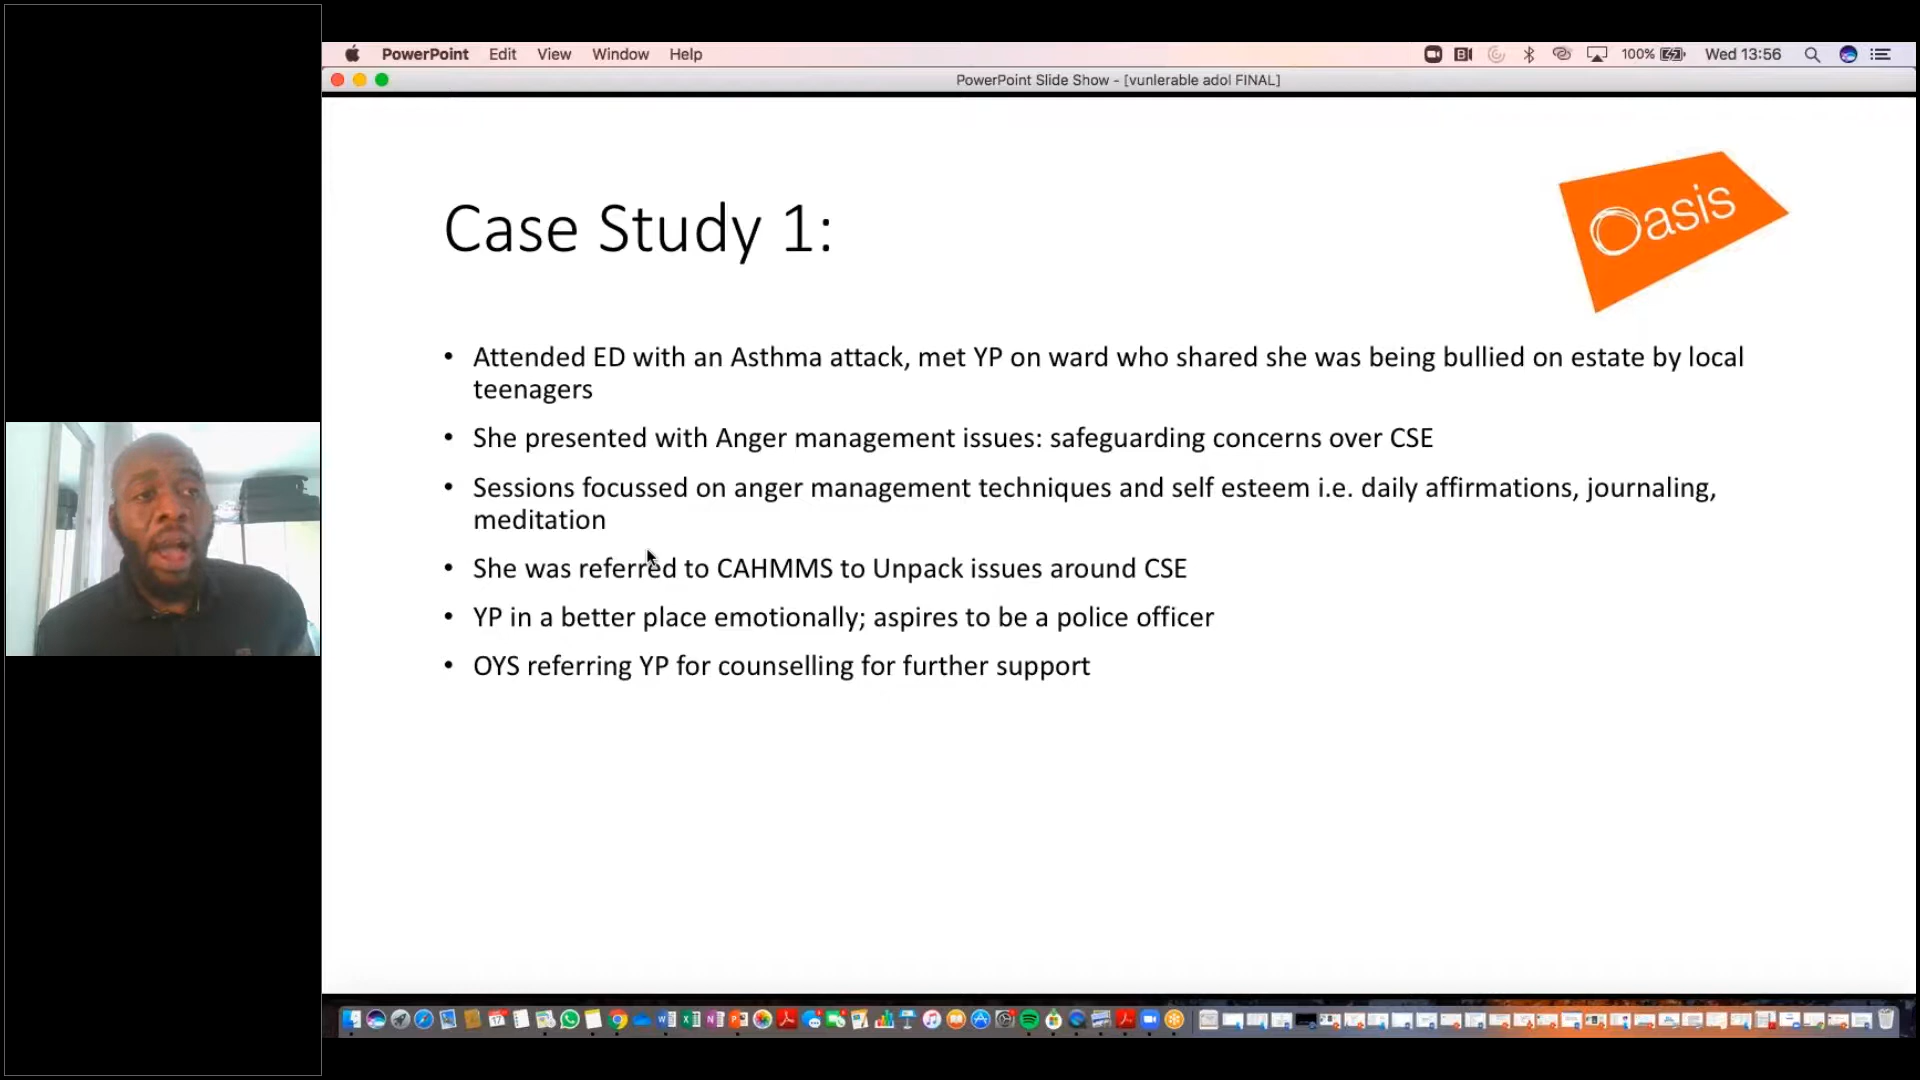 PowerPoint Edit View Window Help 100% Wed 13:56
PowerPoint Slide Show - [vunlerable adol FINAL]
Case Study 1:
Oasis
• Attended ED with an Asthma attack, met YP on ward who shared she was being bullied on estate by local
teenagers
• She presented with Anger management issues: safeguarding concerns over CSE
• Sessions focussed on anger management techniques and self esteem i.e. daily affirmations, journaling,
meditation
• She was referred to CAHMMS to Unpack issues around CSE
• YP in a better place emotionally; aspires to be a police officer
• OYS referring YP for counselling for further support